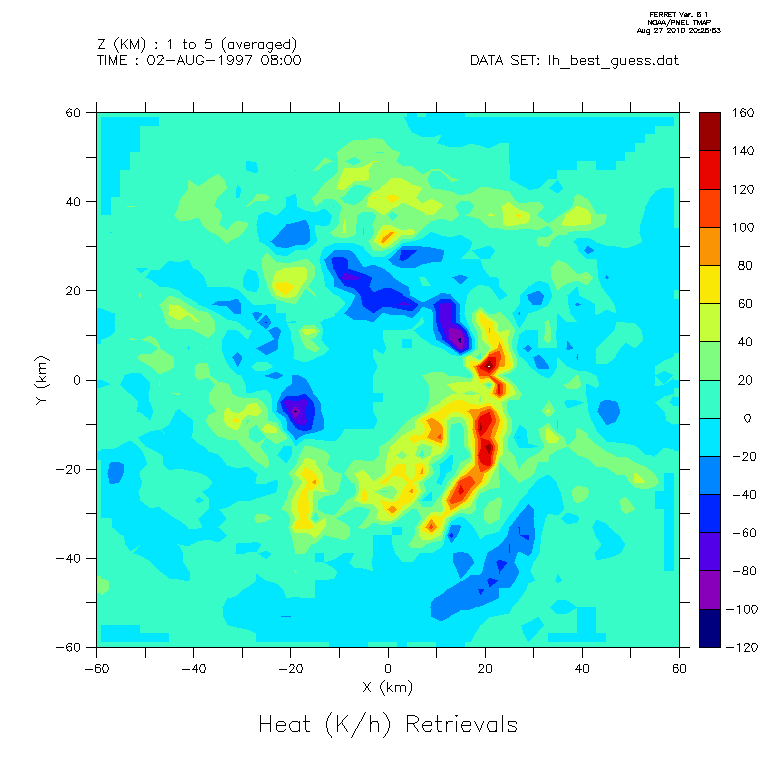 FERRET Ver. 6.1
NOAA/PMEL TMAP
Aug 27 2010 20:26:53
Z (KM) : 1 to 5 (averaged)
TIME : 02-AUG-1997 08:00
DATA SET: lh_best_guess.dat
60
40
20
0
-20
-40
-60
Y (km)
-60 -40 -20 0 20 40 60
X (km)
160
140
120
100
80
60
40
20
0
-20
-40
-60
-80
-100
-120
Heat (K/h) Retrievals